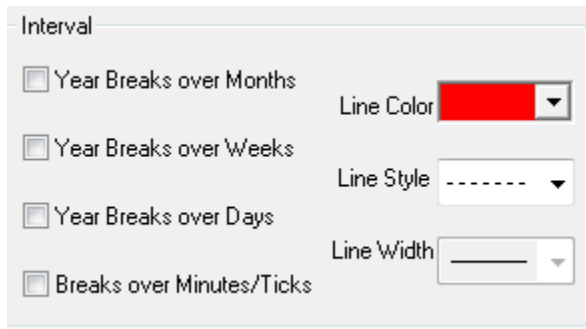 Interval
Year Breaks over Months
Line Color
Year Breaks over Weeks
Line Style
Year Breaks over Days
Line Width
Breaks over Minutes/Ticks